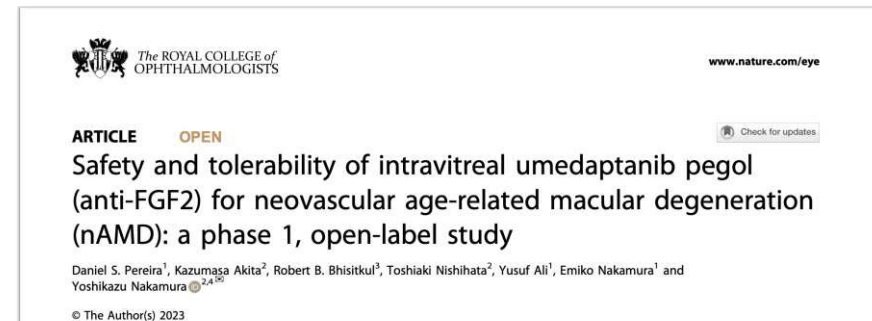 The ROYAL COLLEGE of
OPHTHALMOLOGISTS
www.nature.com/eye
ARTICLE OPEN
Check for updates
Safety and tolerability of intravitreal umedaptanib pegol
(anti-FGF2) for neovascular age-related macular degeneration
(nAMD): a phase 1, open-label study
Daniel S. Pereira¹, Kazumasa Akita², Robert B. Bhisitkul³, Toshiaki Nishihata², Yusuf Ali¹, Emiko Nakamura¹ and
Yoshikazu Nakamura ²,⁴✉
© The Author(s) 2023